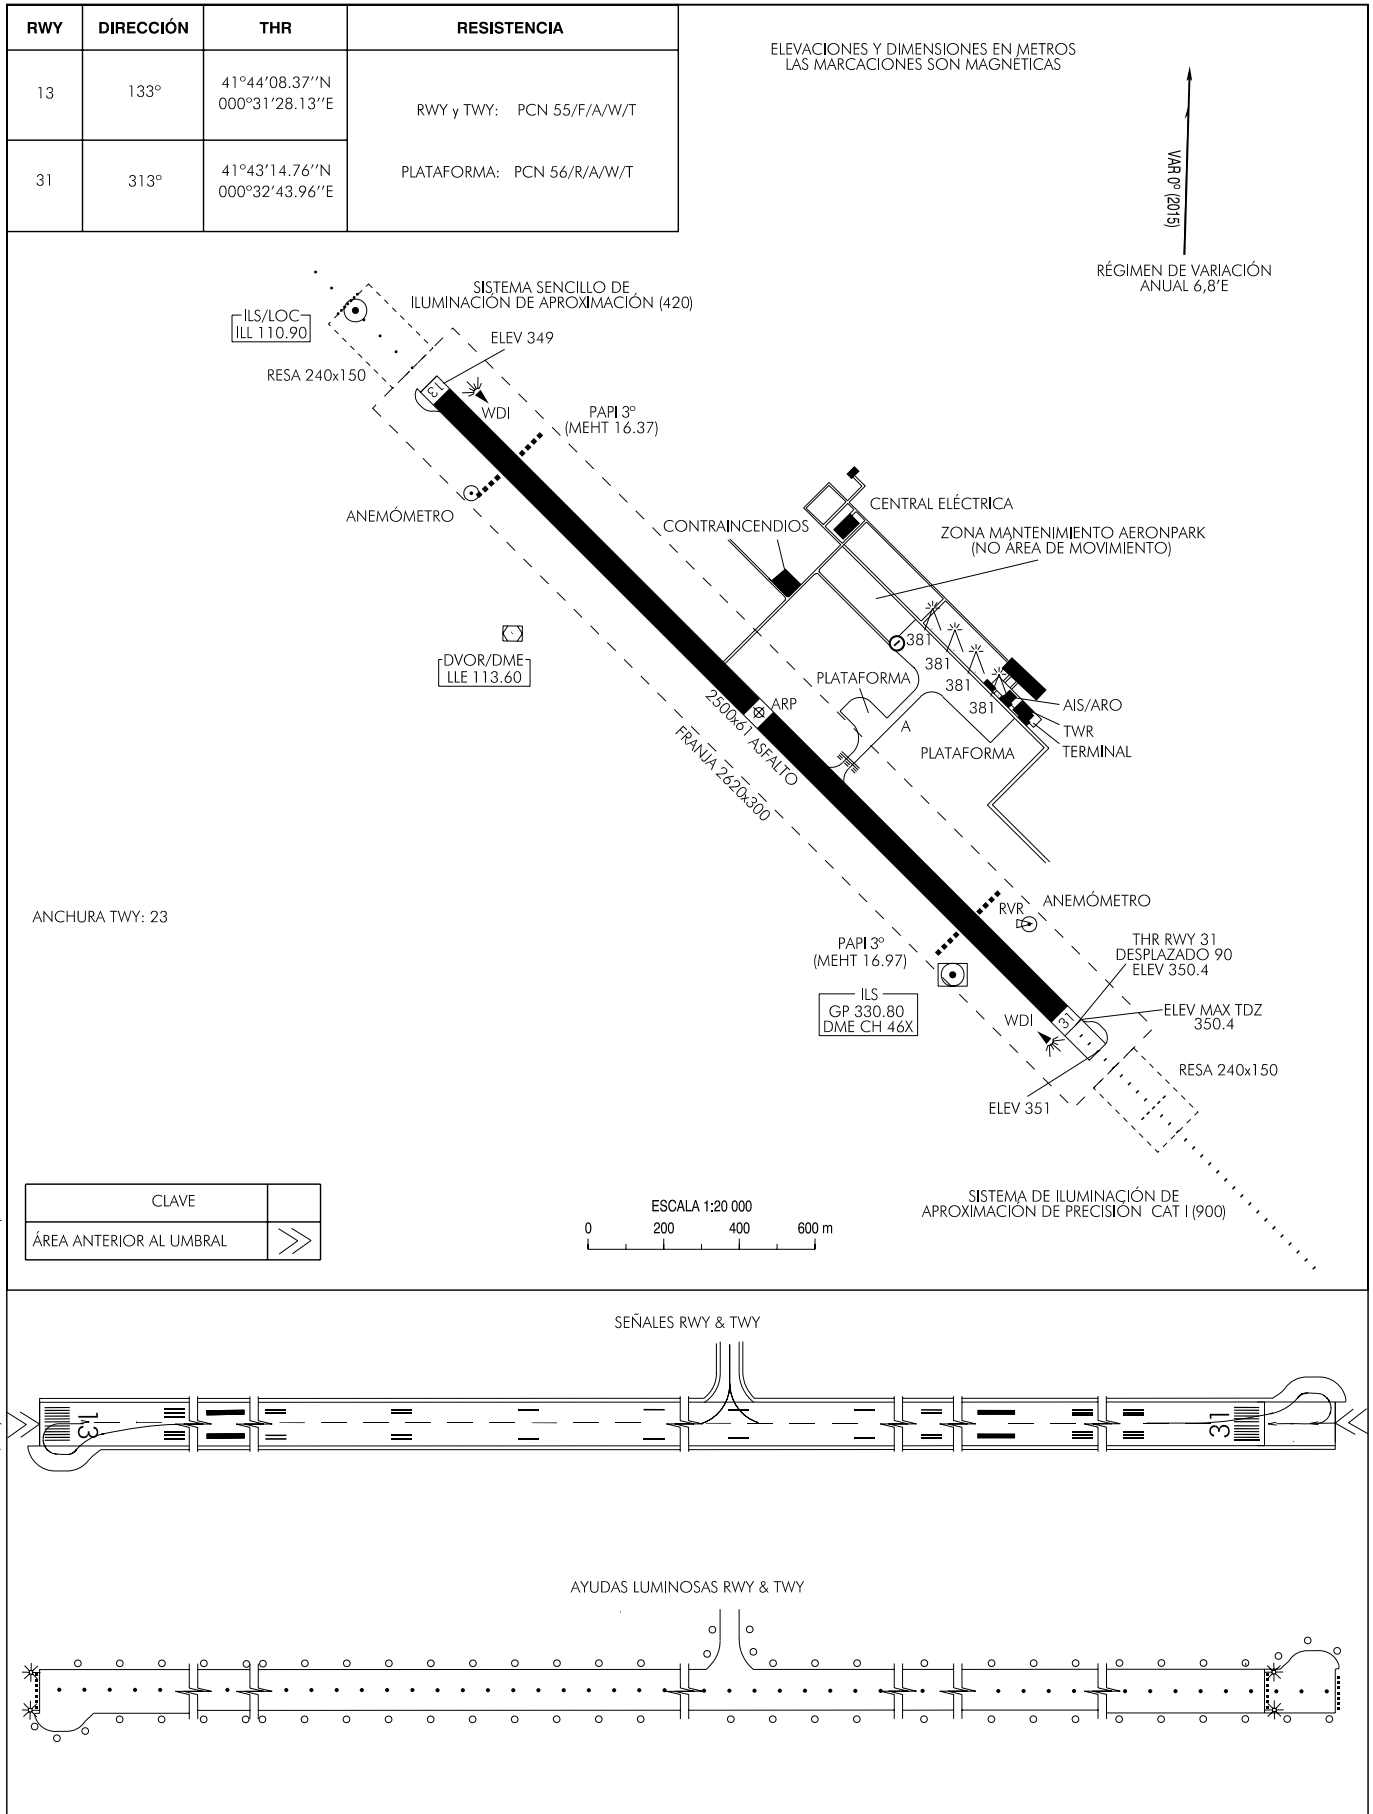 RWY DIRECCIÓN THR RESISTENCIA
13 133° 41°44'08.37''N
000°31'28.13''E
RWY y TWY: PCN 55/F/A/W/T
31 313° 41°43'14.76''N
000°32'43.96''E
PLATAFORMA: PCN 56/R/A/W/T
ELEVACIONES Y DIMENSIONES EN METROS
LAS MARCACIONES SON MAGNÉTICAS
VAR 0° (2015)
RÉGIMEN DE VARIACIÓN
ANUAL 6,8'E
SISTEMA SENCILLO DE
ILUMINACIÓN DE APROXIMACIÓN (420)
ILS/LOC
ILL 110.90
ELEV 349
RESA 240x150
13
WDI
PAPI 3°
(MEHT 16.37)
ANEMÓMETRO
CENTRAL ELÉCTRICA
CONTRAINCENDIOS
ZONA MANTENIMIENTO AERONPARK
(NO ÁREA DE MOVIMIENTO)
381
381
381
381
DVOR/DME
LLE 113.60
PLATAFORMA
ARP
AIS/ARO
A
TWR
PLATAFORMA
TERMINAL
2500x61 ASFALTO
FRANJA 2620x300
ANCHURA TWY: 23
RVR
ANEMÓMETRO
PAPI 3°
(MEHT 16.97)
THR RWY 31
DESPLAZADO 90
ELEV 350.4
ILS
GP 330.80
DME CH 46X
WDI
31
ELEV MAX TDZ
350.4
RESA 240x150
ELEV 351
CLAVE
ÁREA ANTERIOR AL UMBRAL
ESCALA 1:20 000
0 200 400 600 m
SISTEMA DE ILUMINACIÓN DE
APROXIMACIÓN DE PRECISIÓN CAT I (900)
SEÑALES RWY & TWY
13
31
AYUDAS LUMINOSAS RWY & TWY